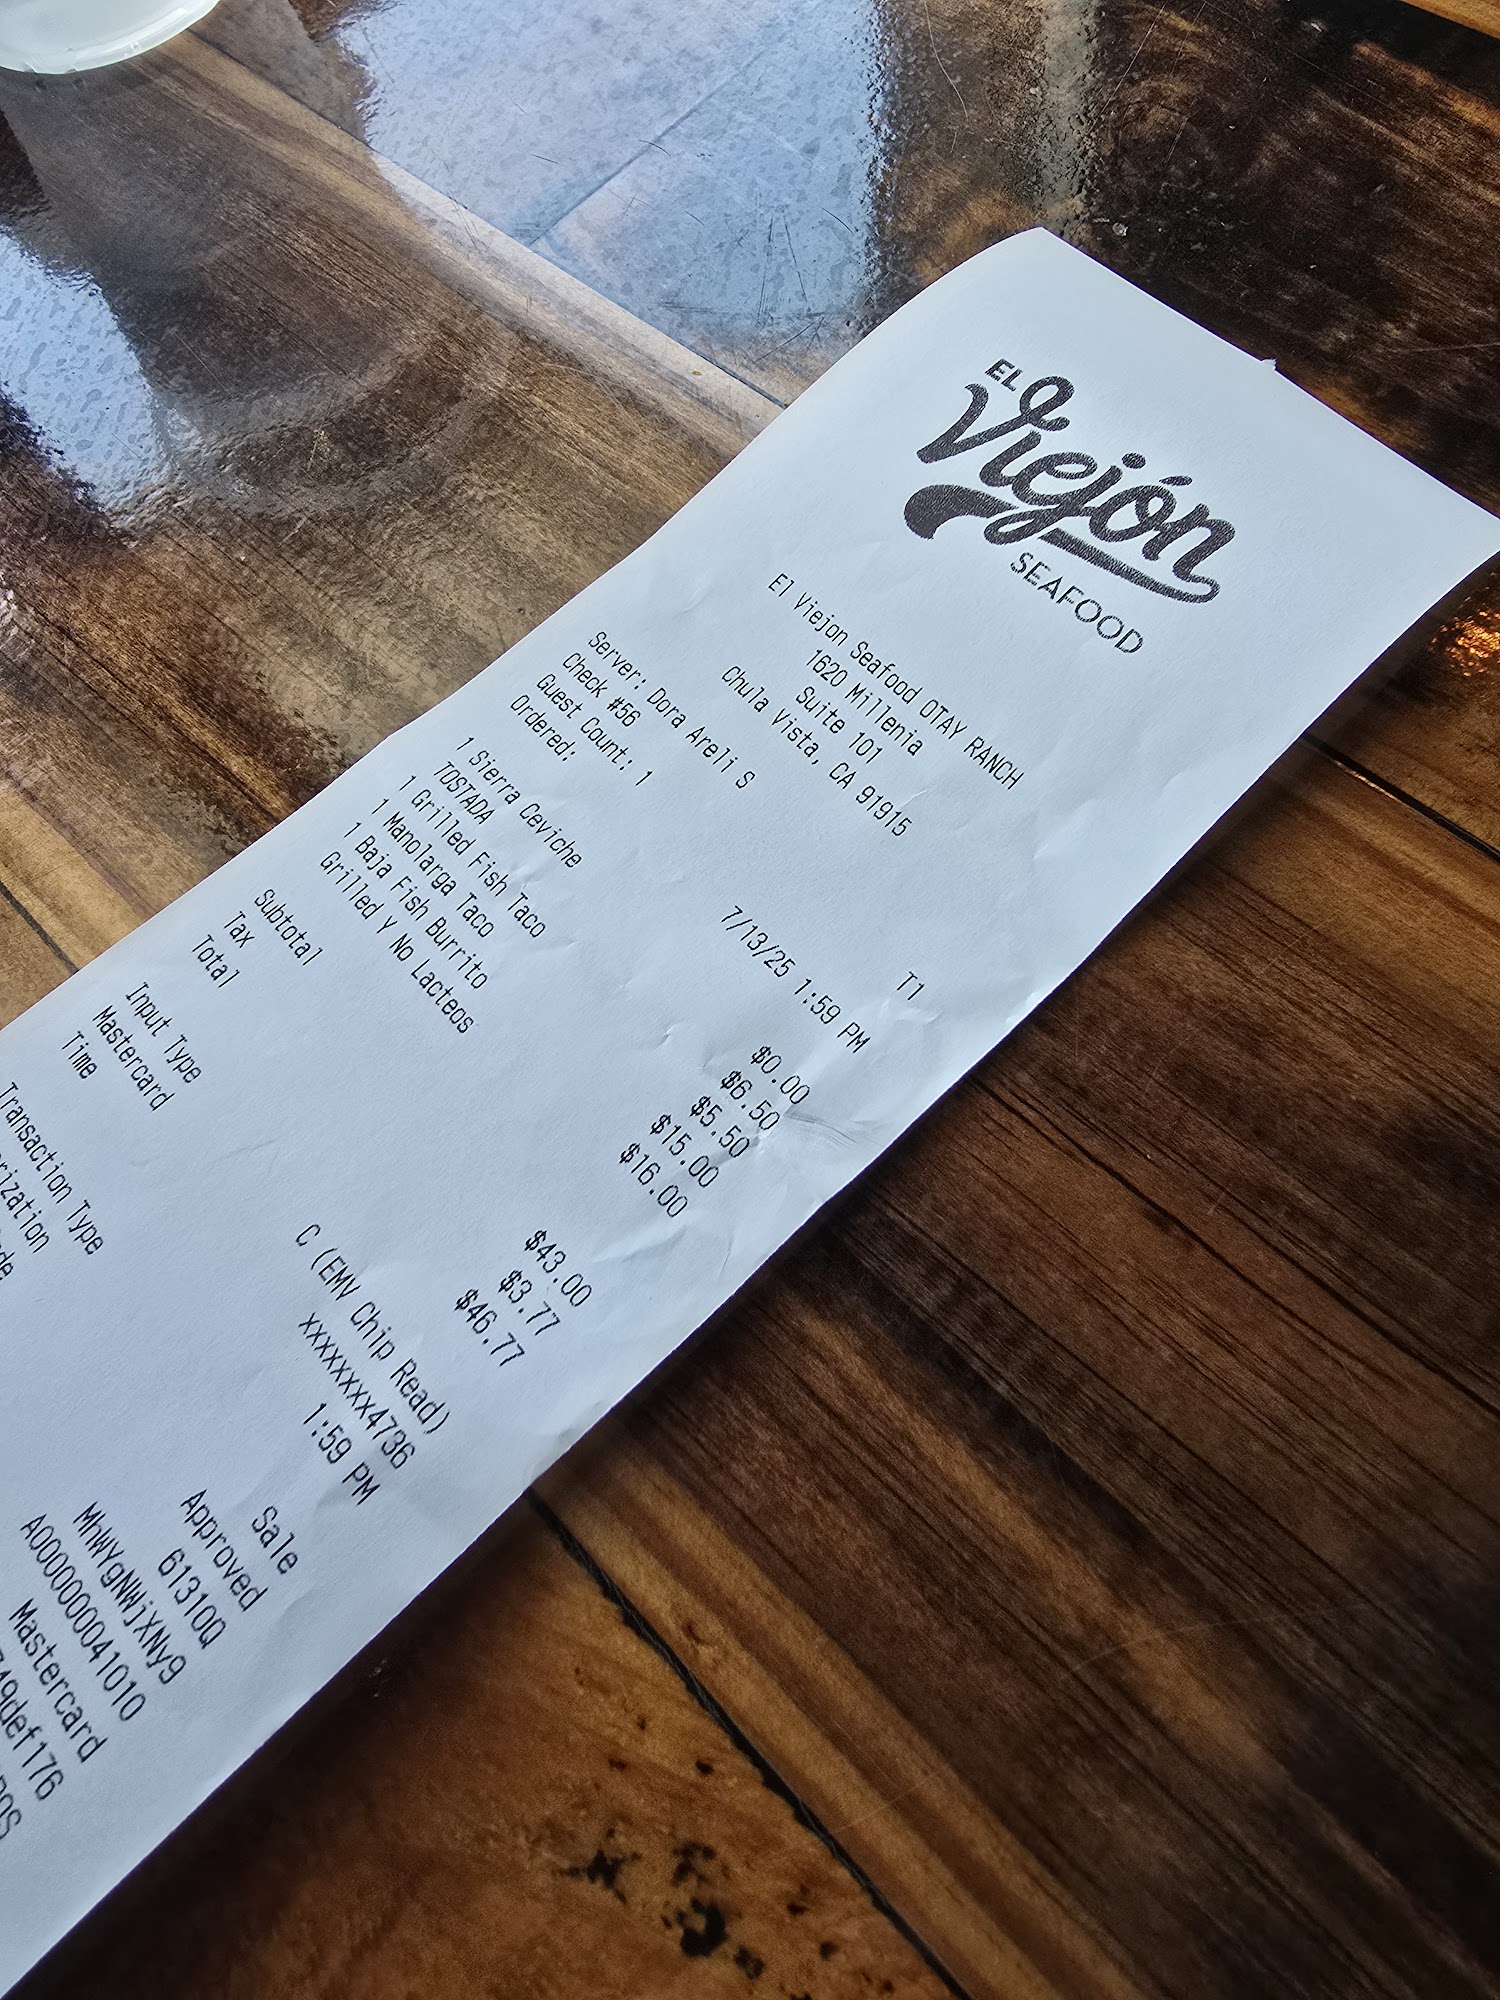 EL
Viejón
SEAFOOD
El Viejon Seafood OTAY RANCH
1620 Millenia
Suite 101
Chula Vista, CA 91915
Server: Dora Areli S
Check #56 T1
Guest Count: 1
Ordered: 7/13/25 1:59 PM
1 Sierra Ceviche $0.00
TOSTADA $6.50
1 Grilled Fish Taco $5.50
1 Manolarga Taco $15.00
1 Baja Fish Burrito $16.00
Grilled Y No Lacteos
Subtotal $43.00
Tax $3.77
Total $46.77
Input Type C (EMV Chip Read)
Mastercard xxxxxxxx4736
Time 1:59 PM
Transaction Type Sale
Approved
61310Q
MhWYgNWjXNy9
A0000000041010
Mastercard